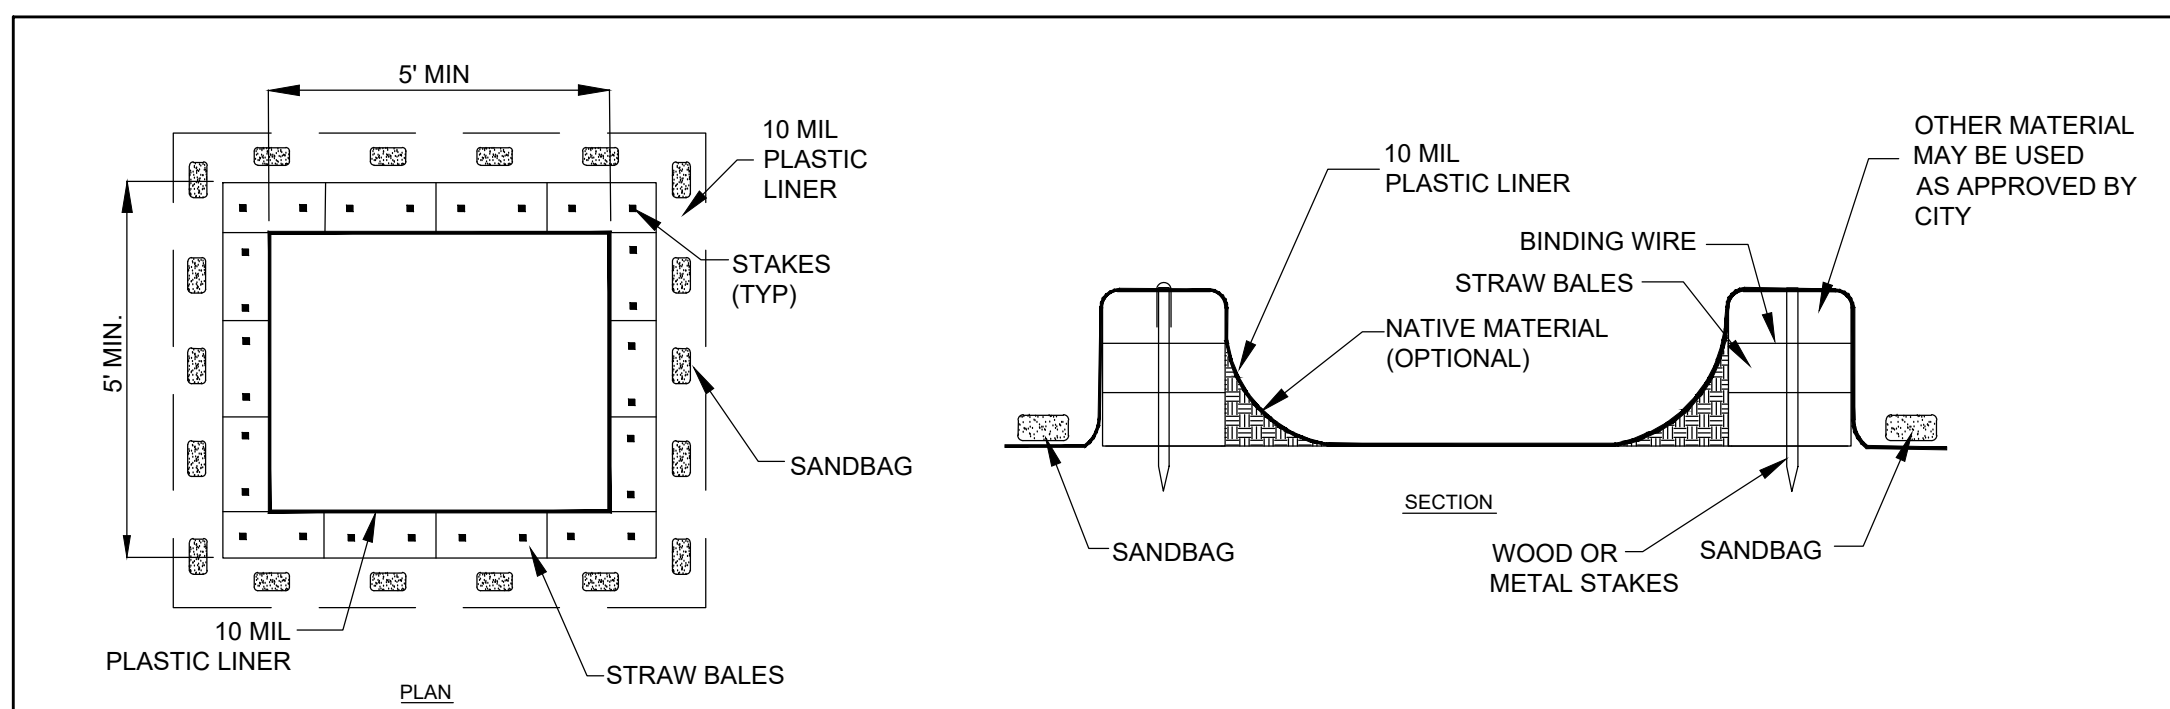 5' MIN
10 MIL
PLASTIC
LINER
STAKES
(TYP)
5' MIN.
SANDBAG
10 MIL
PLASTIC LINER
STRAW BALES
PLAN
OTHER MATERIAL
MAY BE USED
AS APPROVED BY
CITY
10 MIL
PLASTIC LINER
BINDING WIRE
STRAW BALES
NATIVE MATERIAL
(OPTIONAL)
SECTION
SANDBAG
WOOD OR
METAL STAKES
SANDBAG